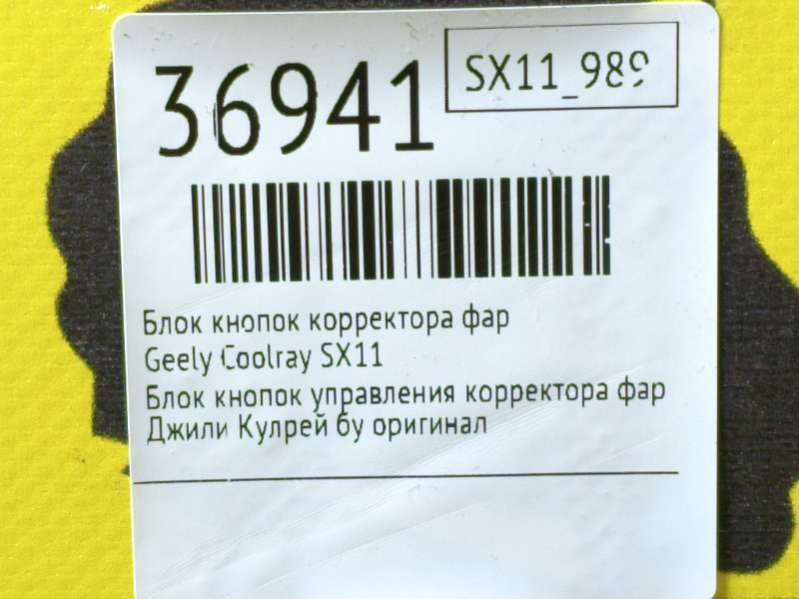 36941
SX11_989
Блок кнопок корректора фар
Geely Coolray SX11
Блок кнопок управления корректора фар
Джили Кулрей бу оригинал